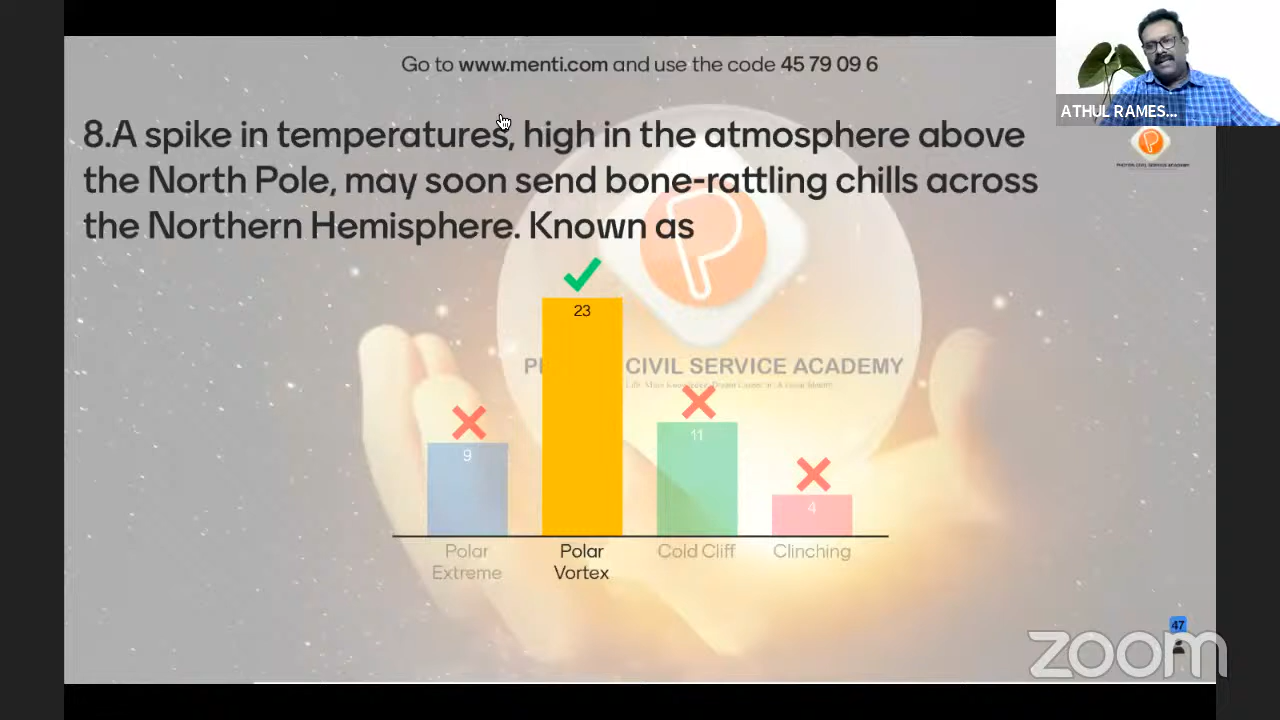 Go to www.menti.com and use the code 45 79 09 6
ATHUL RAMES...
8.A spike in temperatures, high in the atmosphere above
the North Pole, may soon send bone-rattling chills across
the Northern Hemisphere. Known as
23
CIVIL SERVICE ACADEMY
11
9
4
Polar Extreme
Polar Vortex
Cold Cliff
Clinching
47
zoom